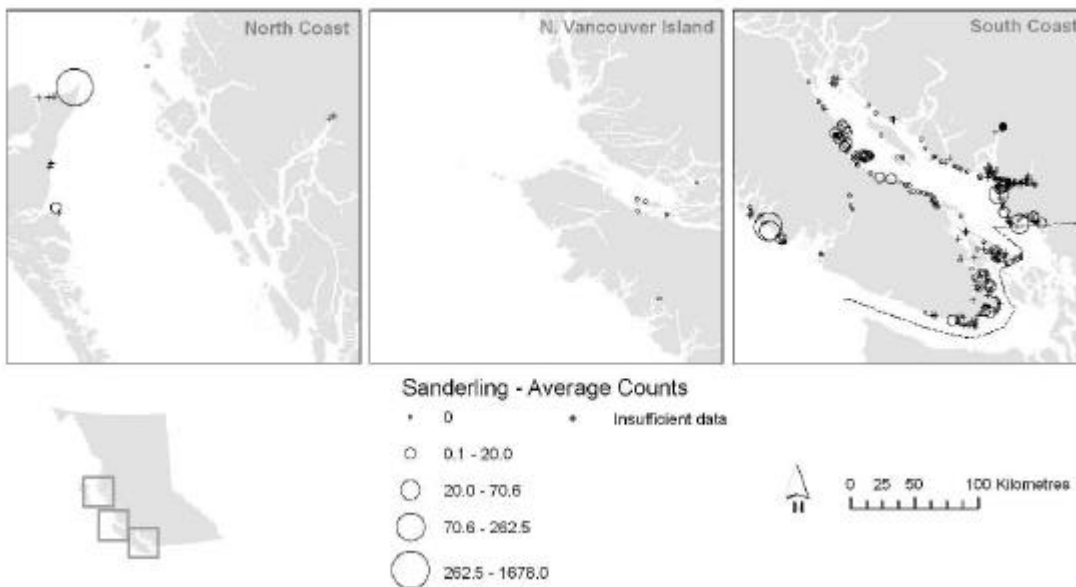 North Coast
N. Vancouver Island
South Coast
Sanderling - Average Counts
0
Insufficient data
0.1 - 20.0
20.0 - 70.6
70.6 - 262.5
262.5 - 1678.0
N
0 25 50 100 Kilometres